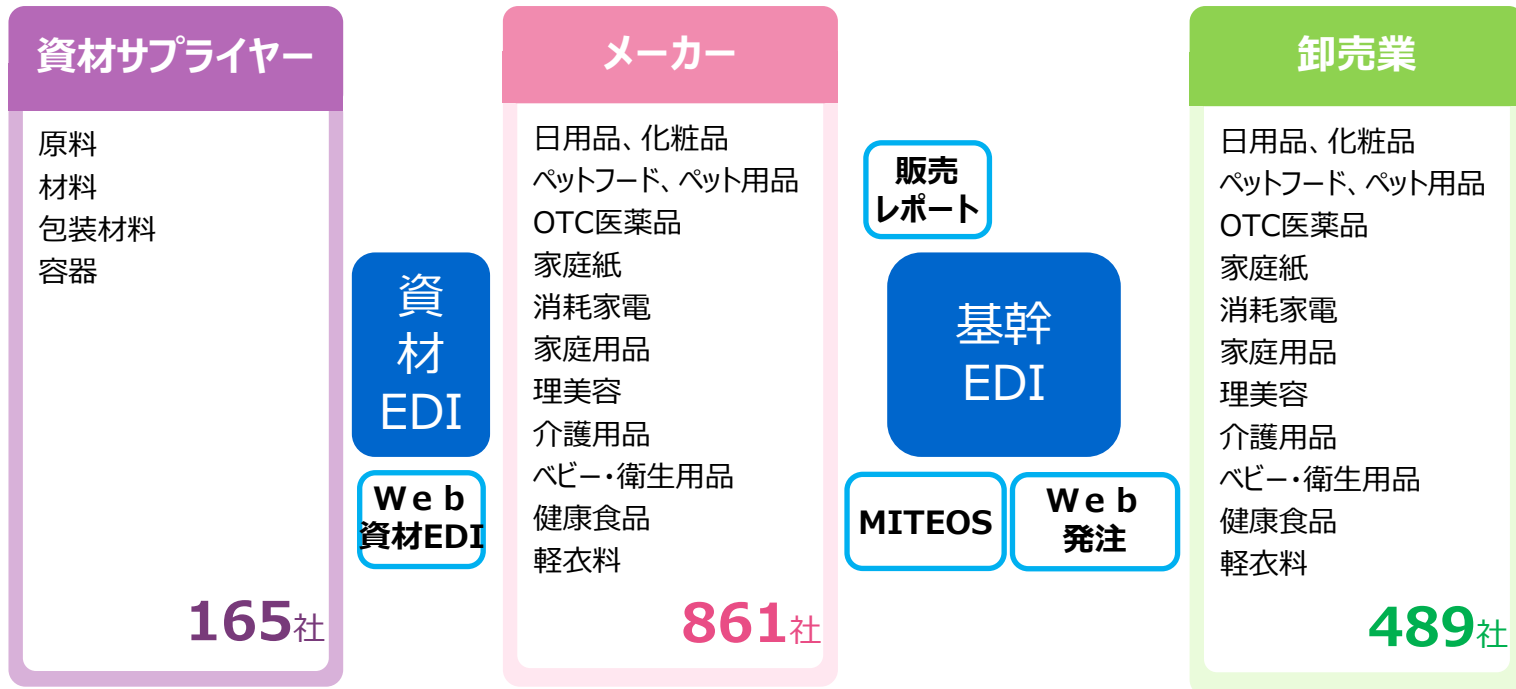 資材サプライヤー
原料
材料
包装材料
容器
165社
資
材
EDI
Ｗｅｂ
資材EDI
メーカー
日用品、化粧品
ペットフード、ペット用品
OTC医薬品
家庭紙
消耗家電
家庭用品
理美容
介護用品
ベビー・衛生用品
健康食品
軽衣料
861社
販売
レポート
基幹
EDI
MITEOS
Ｗｅｂ
発注
卸売業
日用品、化粧品
ペットフード、ペット用品
OTC医薬品
家庭紙
消耗家電
家庭用品
理美容
介護用品
ベビー・衛生用品
健康食品
軽衣料
489社